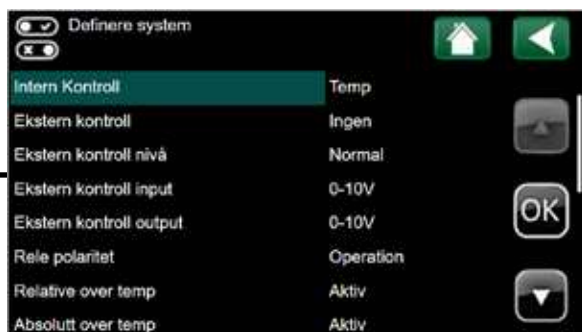 Definere system
Intern Kontroll Temp
Ekstern kontroll Ingen
Ekstern kontroll nivå Normal
Ekstern kontroll input 0-10V
Ekstern kontroll output 0-10V
OK
Rele polaritet Operation
Relative over temp Aktiv
Absolutt over temp Aktiv